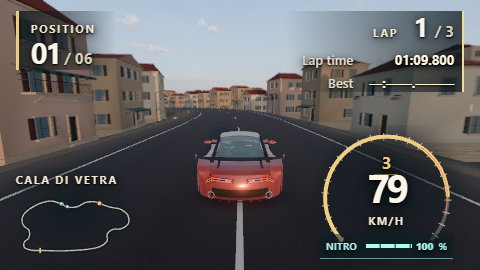 POSITION
01 / 06
LAP 1 / 3
Lap time 01:09.800
Best --:--.---
CALA DI VETRA
3
79
KM/H
NITRO 100 %